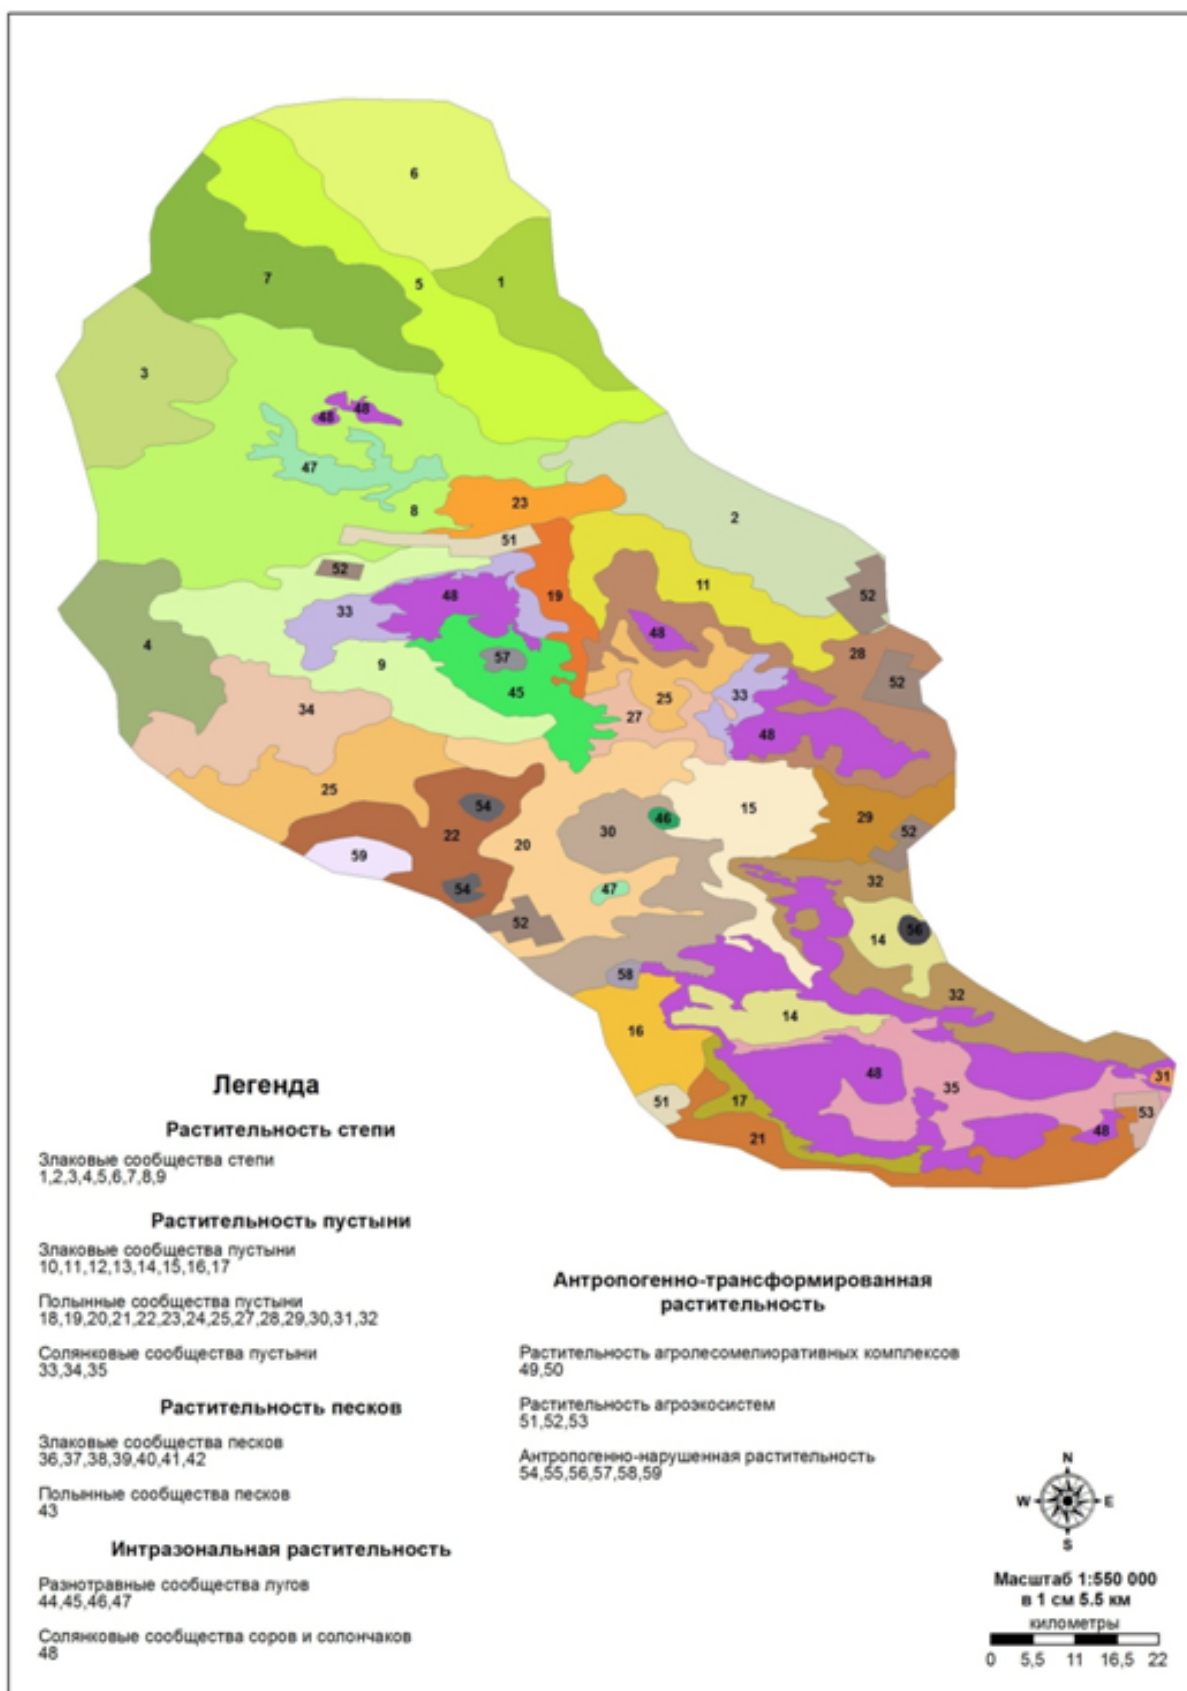 6
7
5
1
3
48
48
47
8
23
2
51
52
19
11
52
33
48
48
4
57
28
9
45
25
33
52
34
27
48
25
54
15
29
46
30
52
22
20
59
32
54
47
52
14
56
58
32
16
14
48
35
31
51
17
53
48
21
Легенда
Растительность степи
Злаковые сообщества степи
1,2,3,4,5,6,7,8,9
Растительность пустыни
Злаковые сообщества пустыни
10,11,12,13,14,15,16,17
Полынные сообщества пустыни
18,19,20,21,22,23,24,25,27,28,29,30,31,32
Солянковые сообщества пустыни
33,34,35
Растительность песков
Злаковые сообщества песков
36,37,38,39,40,41,42
Полынные сообщества песков
43
Интразональная растительность
Разнотравные сообщества лугов
44,45,46,47
Солянковые сообщества соров и солончаков
48
Антропогенно-трансформированная
растительность
Растительность агролесомелиоративных комплексов
49,50
Растительность агроэкосистем
51,52,53
Антропогенно-нарушенная растительность
54,55,56,57,58,59
N
W E
S
Масштаб 1:550 000
в 1 см 5.5 км
километры
0 5,5 11 16,5 22